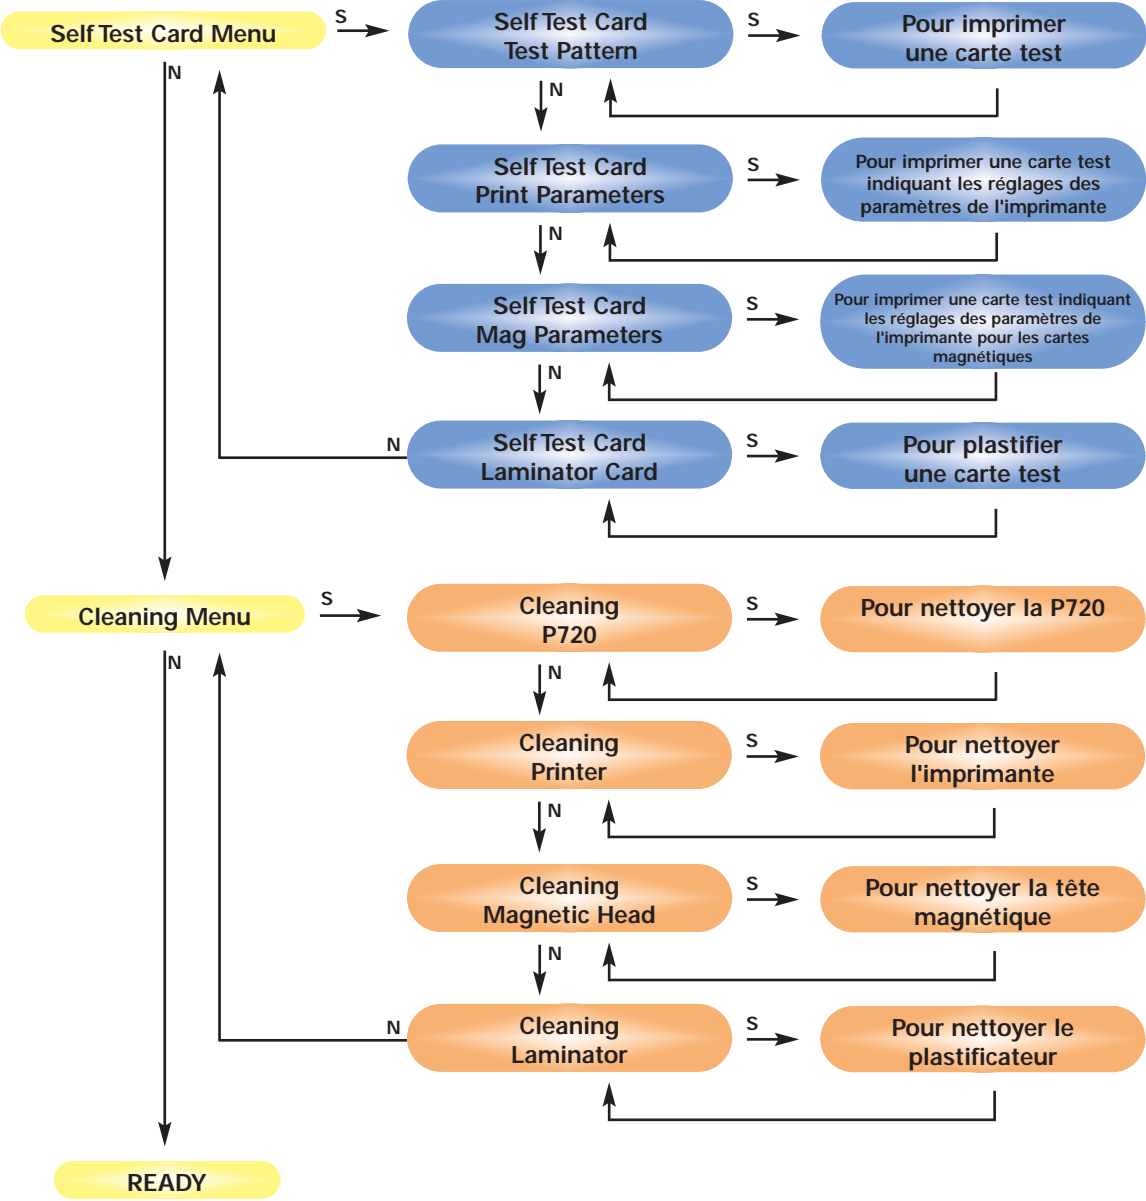 Self Test Card Menu
S
Self Test Card
Test Pattern
S
Pour imprimer
une carte test
N
N
Self Test Card
Print Parameters
S
Pour imprimer une carte test
indiquant les réglages des
paramètres de l'imprimante
N
Self Test Card
Mag Parameters
S
Pour imprimer une carte test indiquant
les réglages des paramètres de
l'imprimante pour les cartes
magnétiques
N
N
Self Test Card
Laminator Card
S
Pour plastifier
une carte test
Cleaning Menu
S
Cleaning
P720
S
Pour nettoyer la P720
N
N
Cleaning
Printer
S
Pour nettoyer
l'imprimante
N
Cleaning
Magnetic Head
S
Pour nettoyer la tête
magnétique
N
N
Cleaning
Laminator
S
Pour nettoyer le
plastificateur
READY